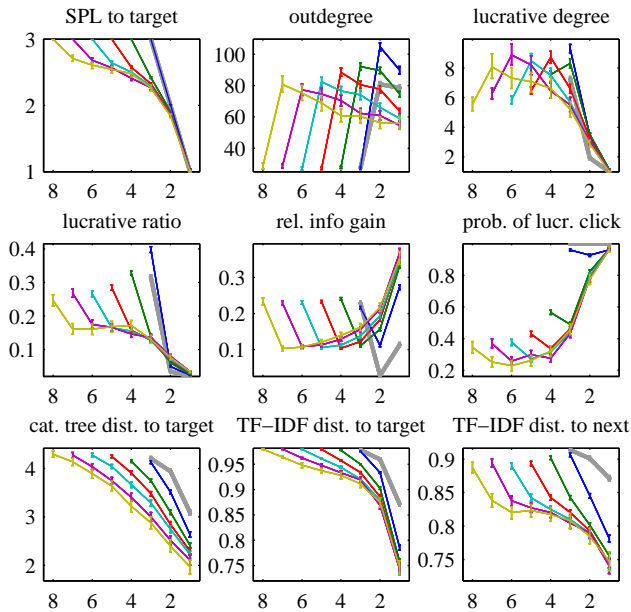 SPL to target
outdegree
lucrative degree
3
2
1
8 6 4 2
100
80
60
40
8 6 4 2
8
6
4
2
8 6 4 2
lucrative ratio
rel. info gain
prob. of lucr. click
0.4
0.3
0.2
0.1
8 6 4 2
0.3
0.2
0.1
8 6 4 2
0.8
0.6
0.4
0.2
8 6 4 2
cat. tree dist. to target
TF−IDF dist. to target
TF−IDF dist. to next
4
3
2
8 6 4 2
0.95
0.9
0.85
0.8
0.75
8 6 4 2
0.9
0.85
0.8
0.75
8 6 4 2